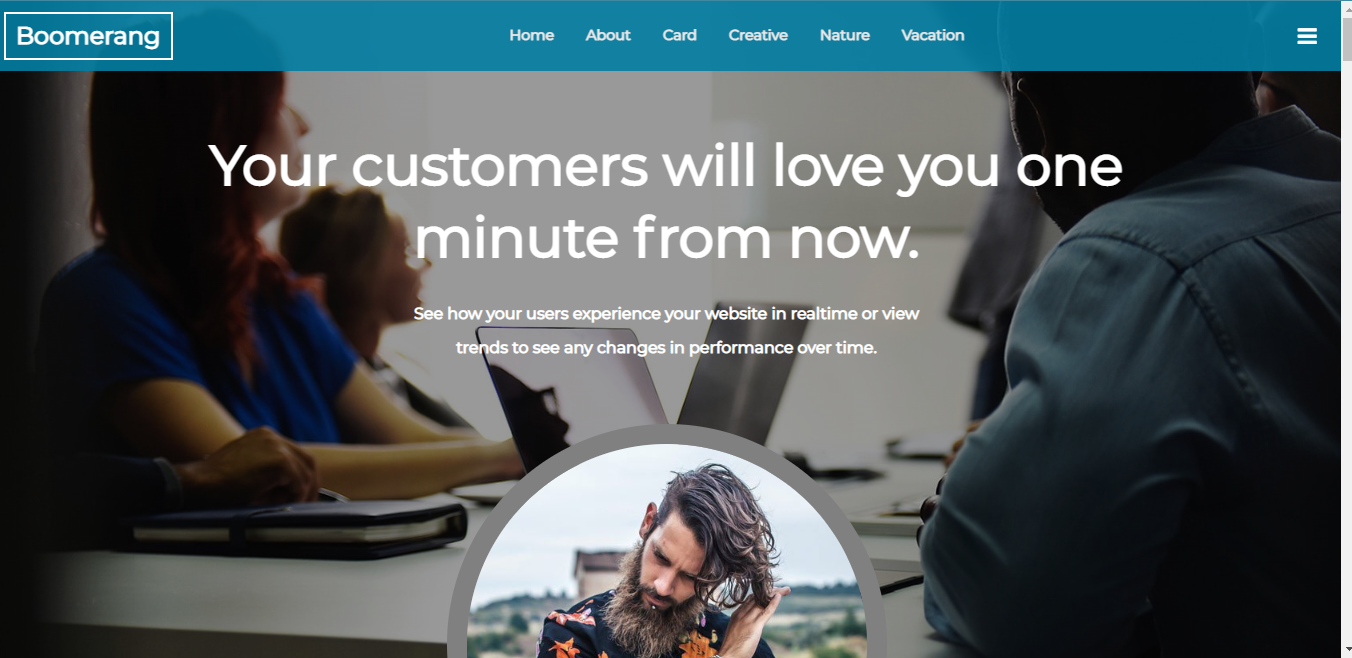 Boomerang
Home About Card Creative Nature Vacation
Your customers will love you one
minute from now.
See how your users experience your website in realtime or view
trends to see any changes in performance over time.